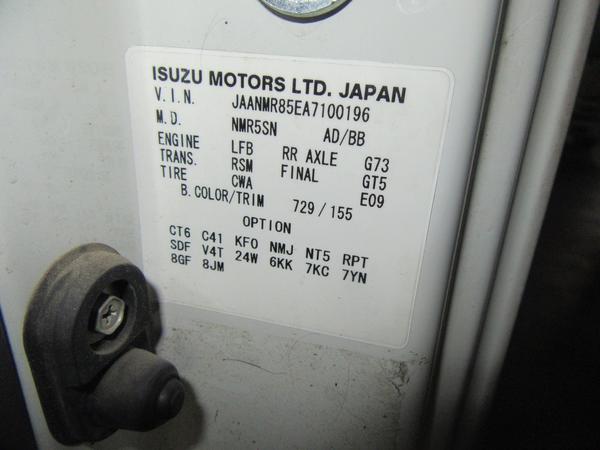 ISUZU MOTORS LTD. JAPAN
V.I.N. JAANMR85EA7100196
M.D. NMR5SN AD/BB
ENGINE LFB RR AXLE G73
TRANS. RSM FINAL GT5
TIRE CWA E09
B.COLOR/TRIM 729/155
OPTION
CT6 C41 KFO NMJ NT5 RPT
SDF V4T 24W 6KK 7KC 7YN
8GF 8JM